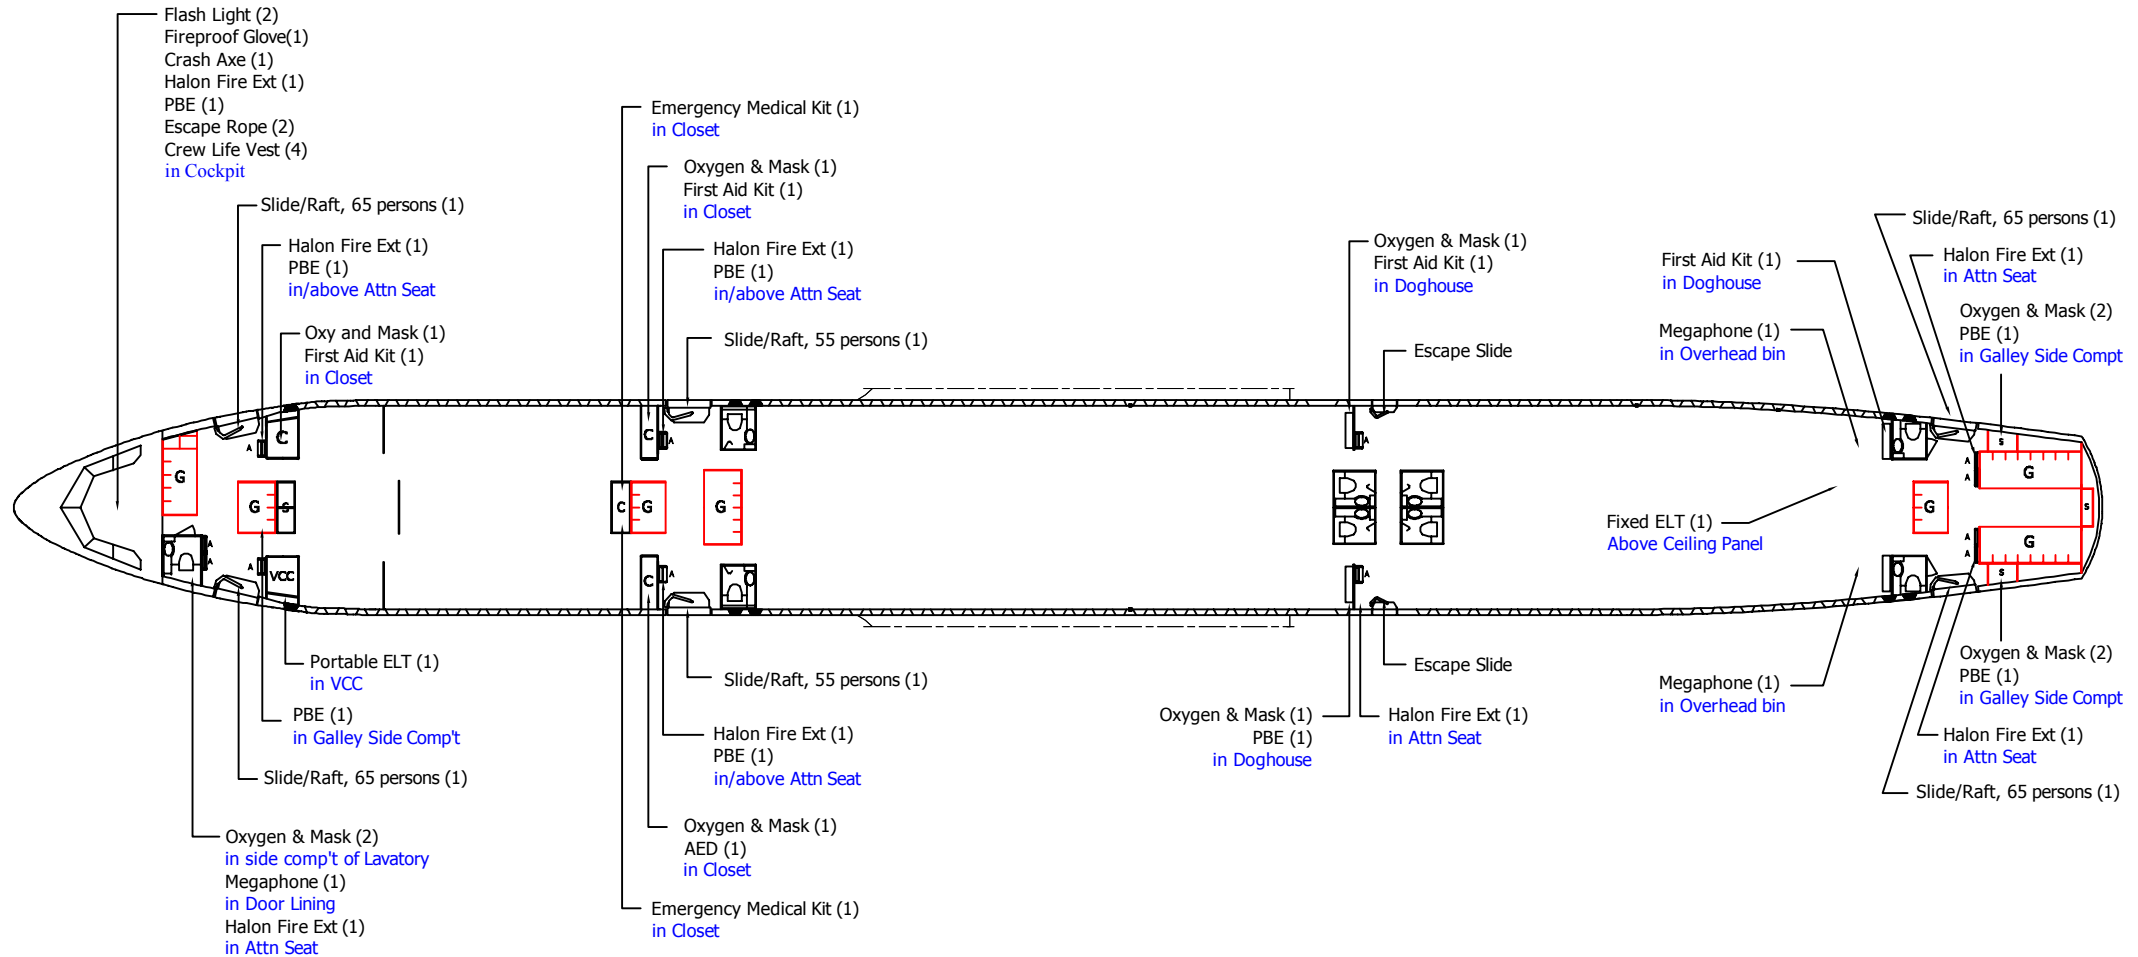 Flash Light (2)
Fireproof Glove(1)
Crash Axe (1)
Halon Fire Ext (1)
PBE (1)
Escape Rope (2)
Crew Life Vest (4)
in Cockpit
Slide/Raft, 65 persons (1)
Halon Fire Ext (1)
PBE (1)
in/above Attn Seat
Oxy and Mask (1)
First Aid Kit (1)
in Closet
Emergency Medical Kit (1)
in Closet
Oxygen & Mask (1)
First Aid Kit (1)
in Closet
Halon Fire Ext (1)
PBE (1)
in/above Attn Seat
Slide/Raft, 55 persons (1)
Oxygen & Mask (1)
First Aid Kit (1)
in Doghouse
Escape Slide
First Aid Kit (1)
in Doghouse
Megaphone (1)
in Overhead bin
Slide/Raft, 65 persons (1)
Halon Fire Ext (1)
in Attn Seat
Oxygen & Mask (2)
PBE (1)
in Galley Side Compt
G
A
C
G
S
A
A
A
VCC
C
A
C
G
G
C
A
A
A
Fixed ELT (1)
Above Ceiling Panel
G
A
A
S
G
S
A
A
G
S
Portable ELT (1)
in VCC
PBE (1)
in Galley Side Comp't
Slide/Raft, 65 persons (1)
Oxygen & Mask (2)
in side comp't of Lavatory
Megaphone (1)
in Door Lining
Halon Fire Ext (1)
in Attn Seat
Slide/Raft, 55 persons (1)
Halon Fire Ext (1)
PBE (1)
in/above Attn Seat
Oxygen & Mask (1)
AED (1)
in Closet
Emergency Medical Kit (1)
in Closet
Escape Slide
Oxygen & Mask (1)
PBE (1)
in Doghouse
Halon Fire Ext (1)
in Attn Seat
Megaphone (1)
in Overhead bin
Oxygen & Mask (2)
PBE (1)
in Galley Side Compt
Halon Fire Ext (1)
in Attn Seat
Slide/Raft, 65 persons (1)